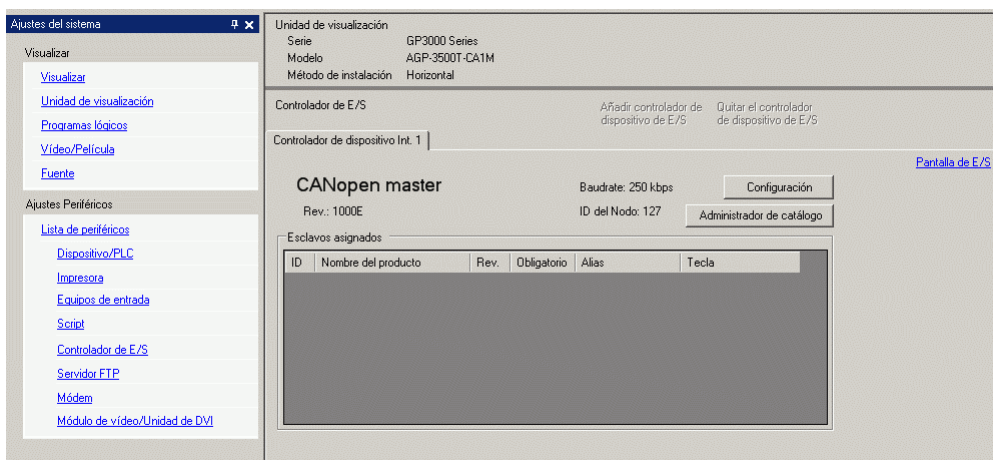 Ajustes del sistema
Visualizar
Visualizar
Unidad de visualización
Programas lógicos
Vídeo/Película
Fuente
Ajustes Periféricos
Lista de periféricos
Dispositivo/PLC
Impresora
Equipos de entrada
Script
Controlador de E/S
Servidor FTP
Módem
Módulo de vídeo/Unidad de DVI
Unidad de visualización
Serie GP3000 Series
Modelo AGP-3500T-CA1M
Método de instalación Horizontal
Controlador de E/S
Añadir controlador de dispositivo de E/S
Quitar el controlador de dispositivo de E/S
Controlador de dispositivo Int. 1
Pantalla de E/S
CANopen master
Baudrate: 250 kbps
Configuración
Rev.: 1000E
ID del Nodo: 127
Administrador de catálogo
Esclavos asignados
ID Nombre del producto Rev. Obligatorio Alias Tecla